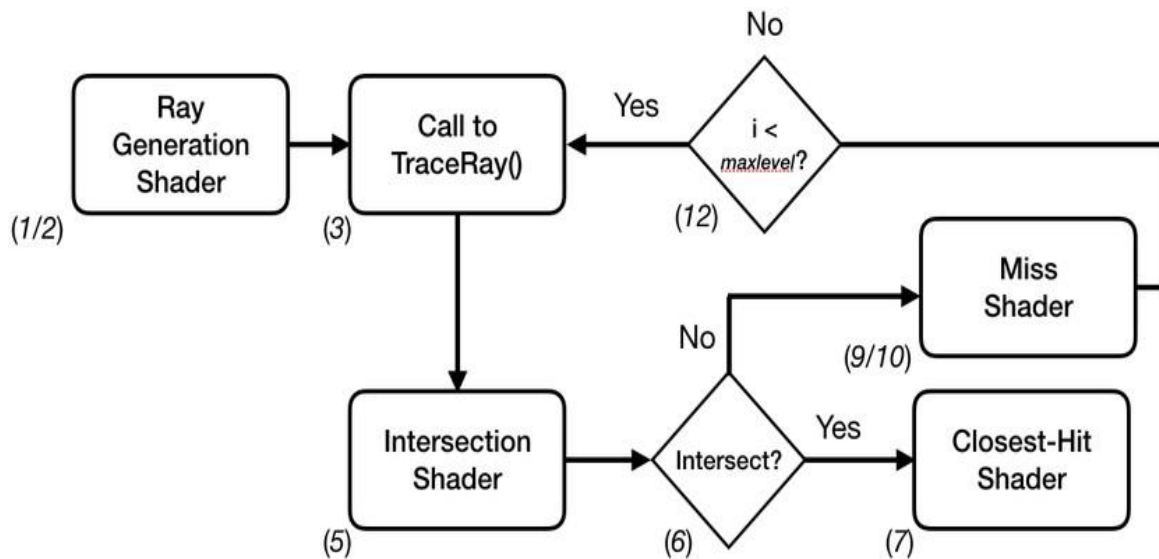 No
Ray
Generation
Shader
(1/2)
Call to
TraceRay()
(3)
Yes
i <
maxlevel?
(12)
Miss
Shader
(9/10)
No
Intersection
Shader
(5)
Intersect?
(6)
Yes
Closest-Hit
Shader
(7)